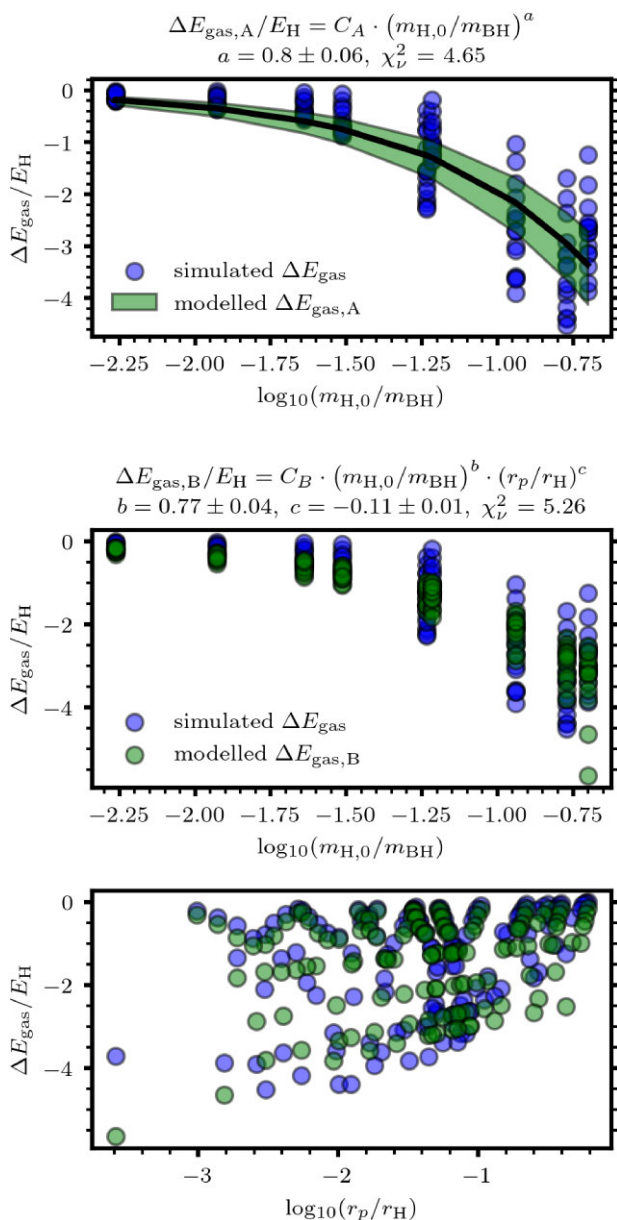 ΔE_gas,A/E_H = C_A · (m_H,0/m_BH)^a
a = 0.8 ± 0.06, χ²_ν = 4.65
0
−1
−2
−3
−4
ΔE_gas/E_H
simulated ΔE_gas
modelled ΔE_gas,A
−2.25 −2.00 −1.75 −1.50 −1.25 −1.00 −0.75
log10(m_H,0/m_BH)
ΔE_gas,B/E_H = C_B · (m_H,0/m_BH)^b · (r_p/r_H)^c
b = 0.77 ± 0.04, c = −0.11 ± 0.01, χ²_ν = 5.26
0
−2
−4
ΔE_gas/E_H
simulated ΔE_gas
modelled ΔE_gas,B
−2.25 −2.00 −1.75 −1.50 −1.25 −1.00 −0.75
log10(m_H,0/m_BH)
0
−2
−4
ΔE_gas/E_H
−3 −2 −1
log10(r_p/r_H)